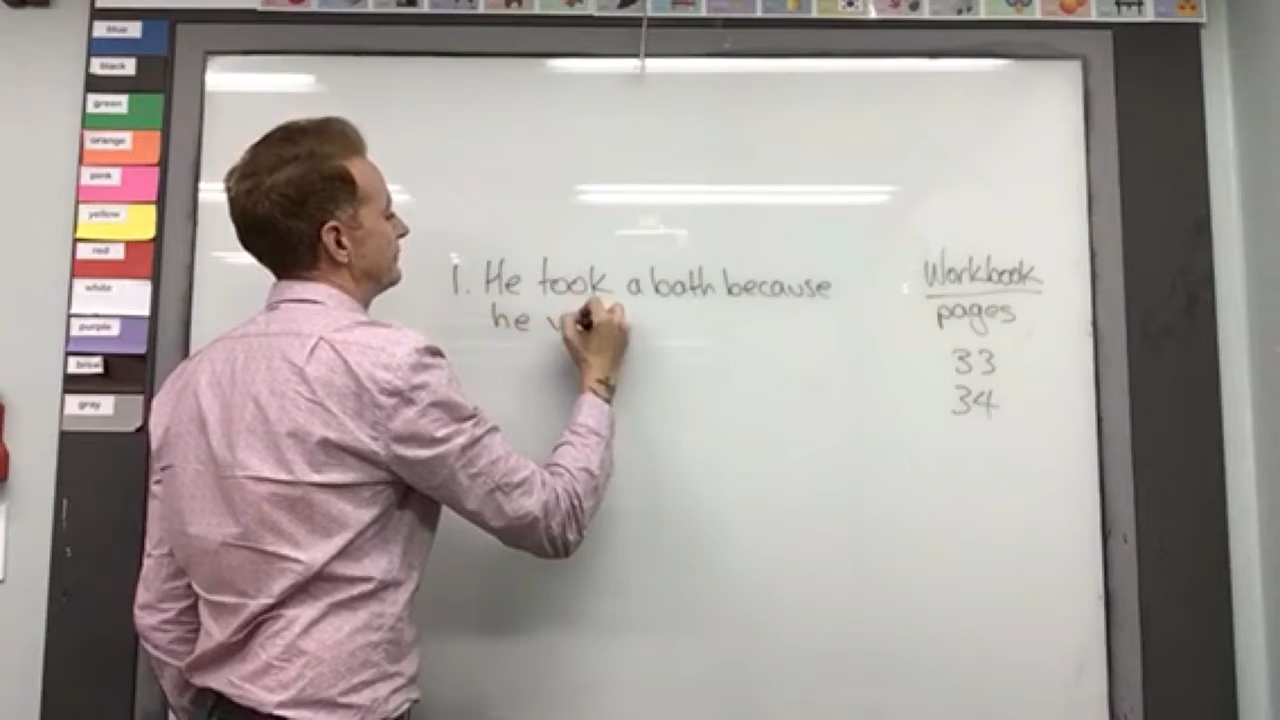 blue
black
green
orange
pink
yellow
red
white
purple
brow
gray
1. He took a bath because
he
Workbook
pages
33
34